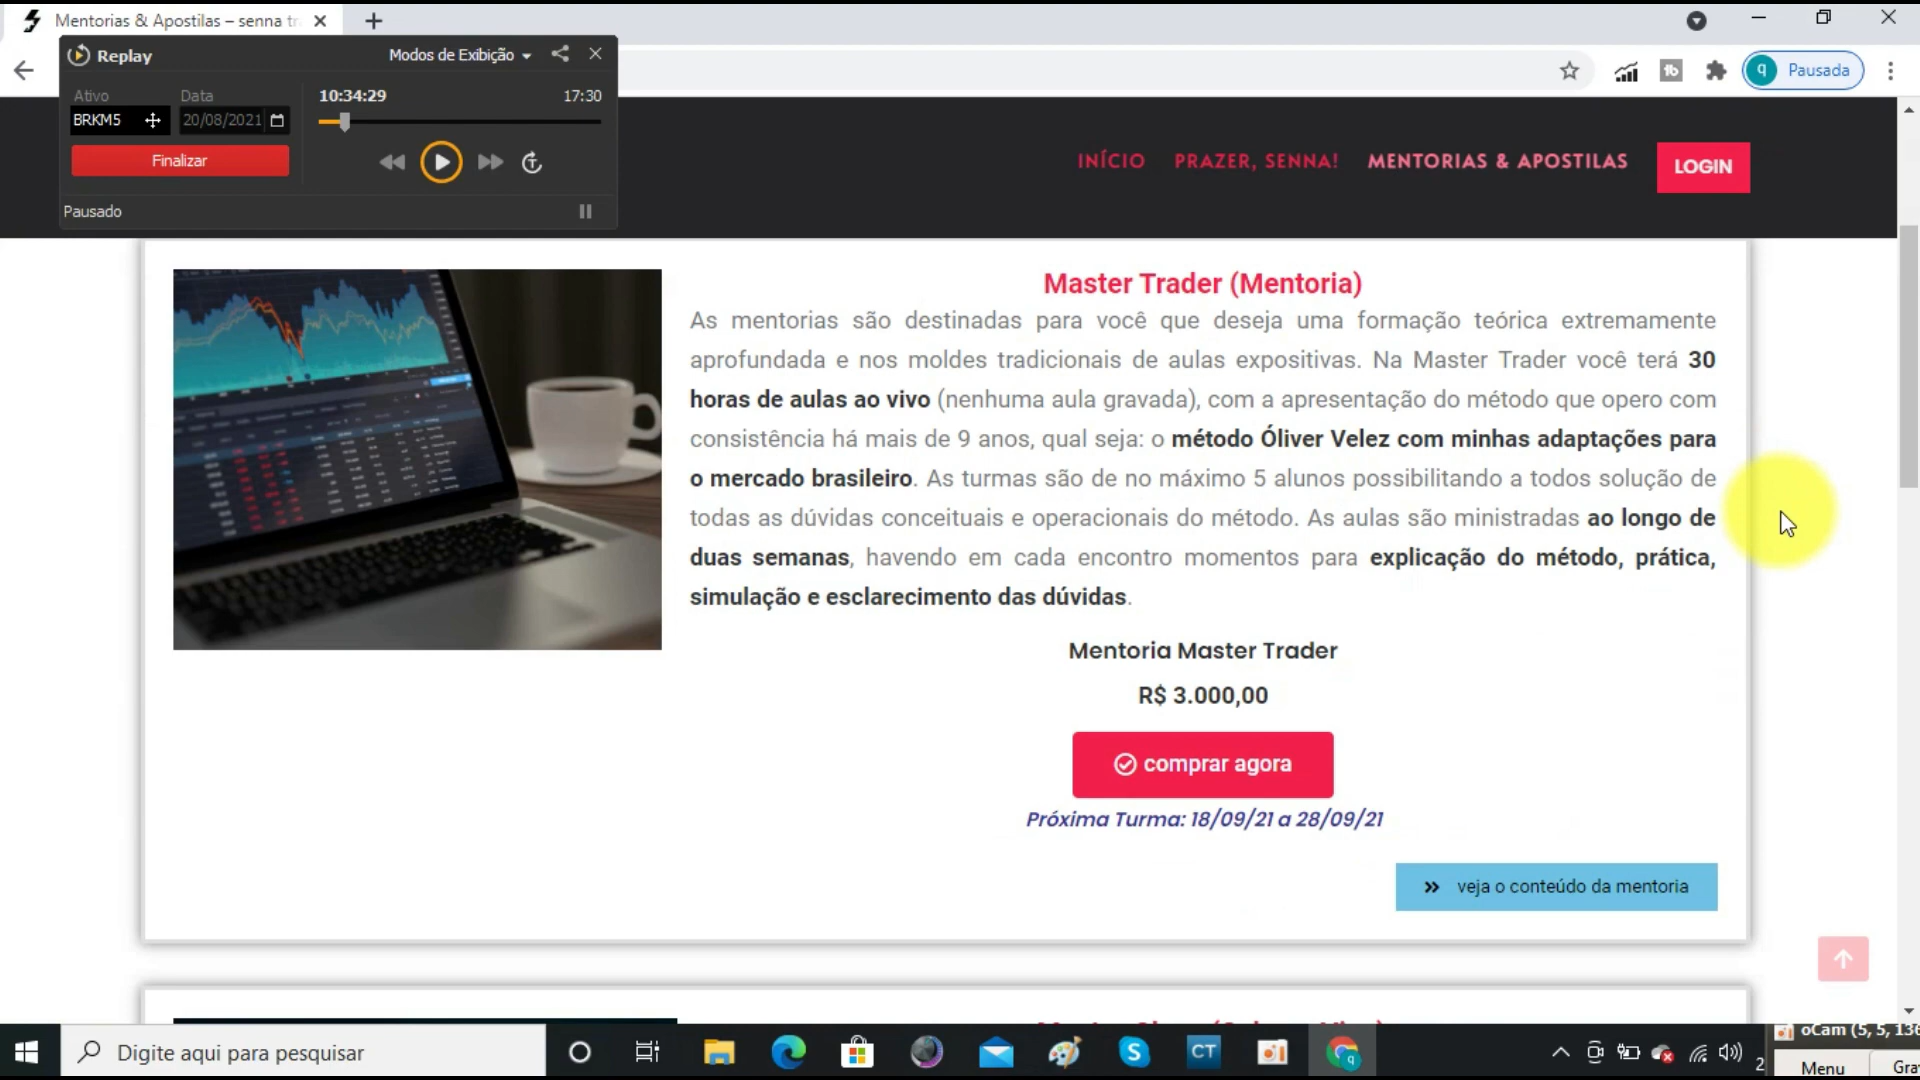 Mentorias & Apostilas – senna tr
Replay
Modos de Exibição
Ativo
Data
10:34:29
17:30
BRKM5
20/08/2021
Finalizar
Pausado
q
Pausada
INÍCIO
PRAZER, SENNA!
MENTORIAS & APOSTILAS
LOGIN
Master Trader (Mentoria)
As mentorias são destinadas para você que deseja uma formação teórica extremamente
aprofundada e nos moldes tradicionais de aulas expositivas. Na Master Trader você terá 30
horas de aulas ao vivo (nenhuma aula gravada), com a apresentação do método que opero com
consistência há mais de 9 anos, qual seja: o método Óliver Velez com minhas adaptações para
o mercado brasileiro. As turmas são de no máximo 5 alunos possibilitando a todos solução de
todas as dúvidas conceituais e operacionais do método. As aulas são ministradas ao longo de
duas semanas, havendo em cada encontro momentos para explicação do método, prática,
simulação e esclarecimento das dúvidas.
Mentoria Master Trader
R$ 3.000,00
comprar agora
Próxima Turma: 18/09/21 a 28/09/21
veja o conteúdo da mentoria
Digite aqui para pesquisar
CT
oCam (5, 5, 136
Menu
Gra